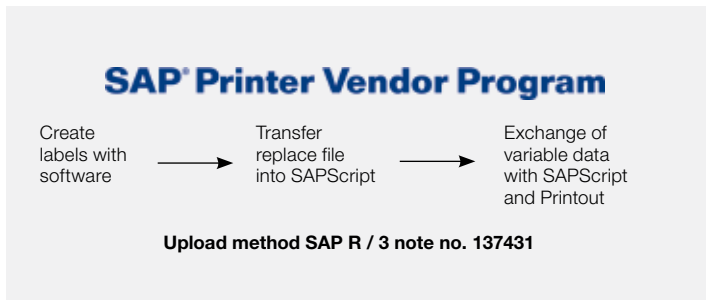 SAP® Printer Vendor Program
Create
labels with
software
Transfer
replace file
into SAPScript
Exchange of
variable data
with SAPScript
and Printout
Upload method SAP R / 3 note no. 137431